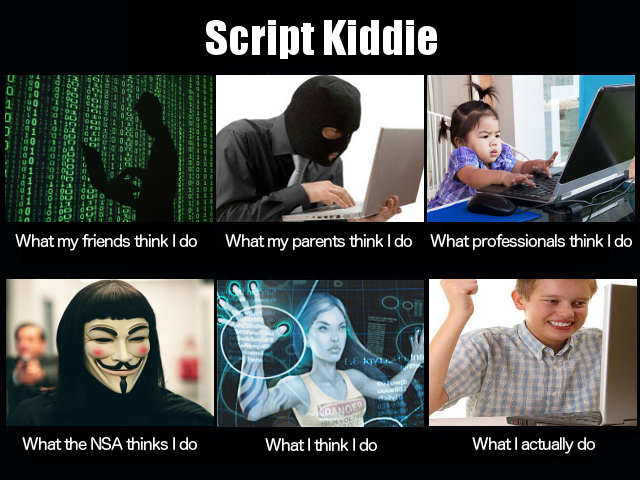 Script Kiddie
What my friends think I do
What my parents think I do
What professionals think I do
What the NSA thinks I do
What I think I do
What I actually do
DANGER